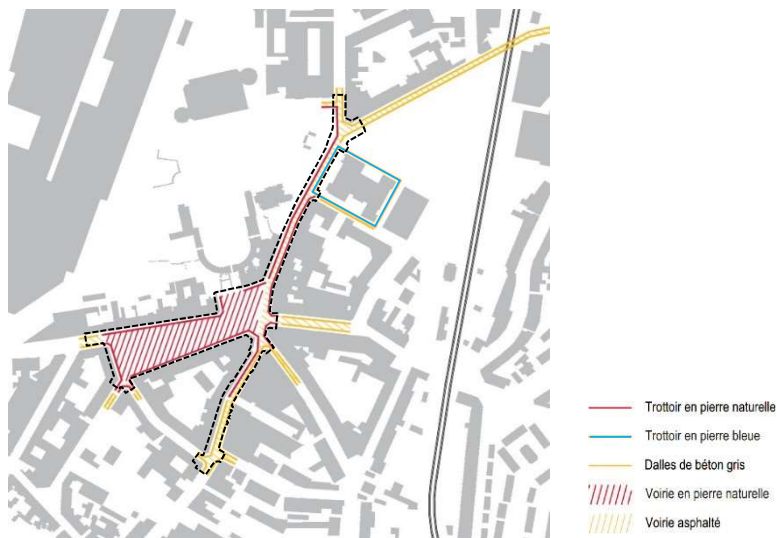 Trottoir en pierre naturelle
Trottoir en pierre bleue
Dalles de béton gris
Voirie en pierre naturelle
Voirie asphalté